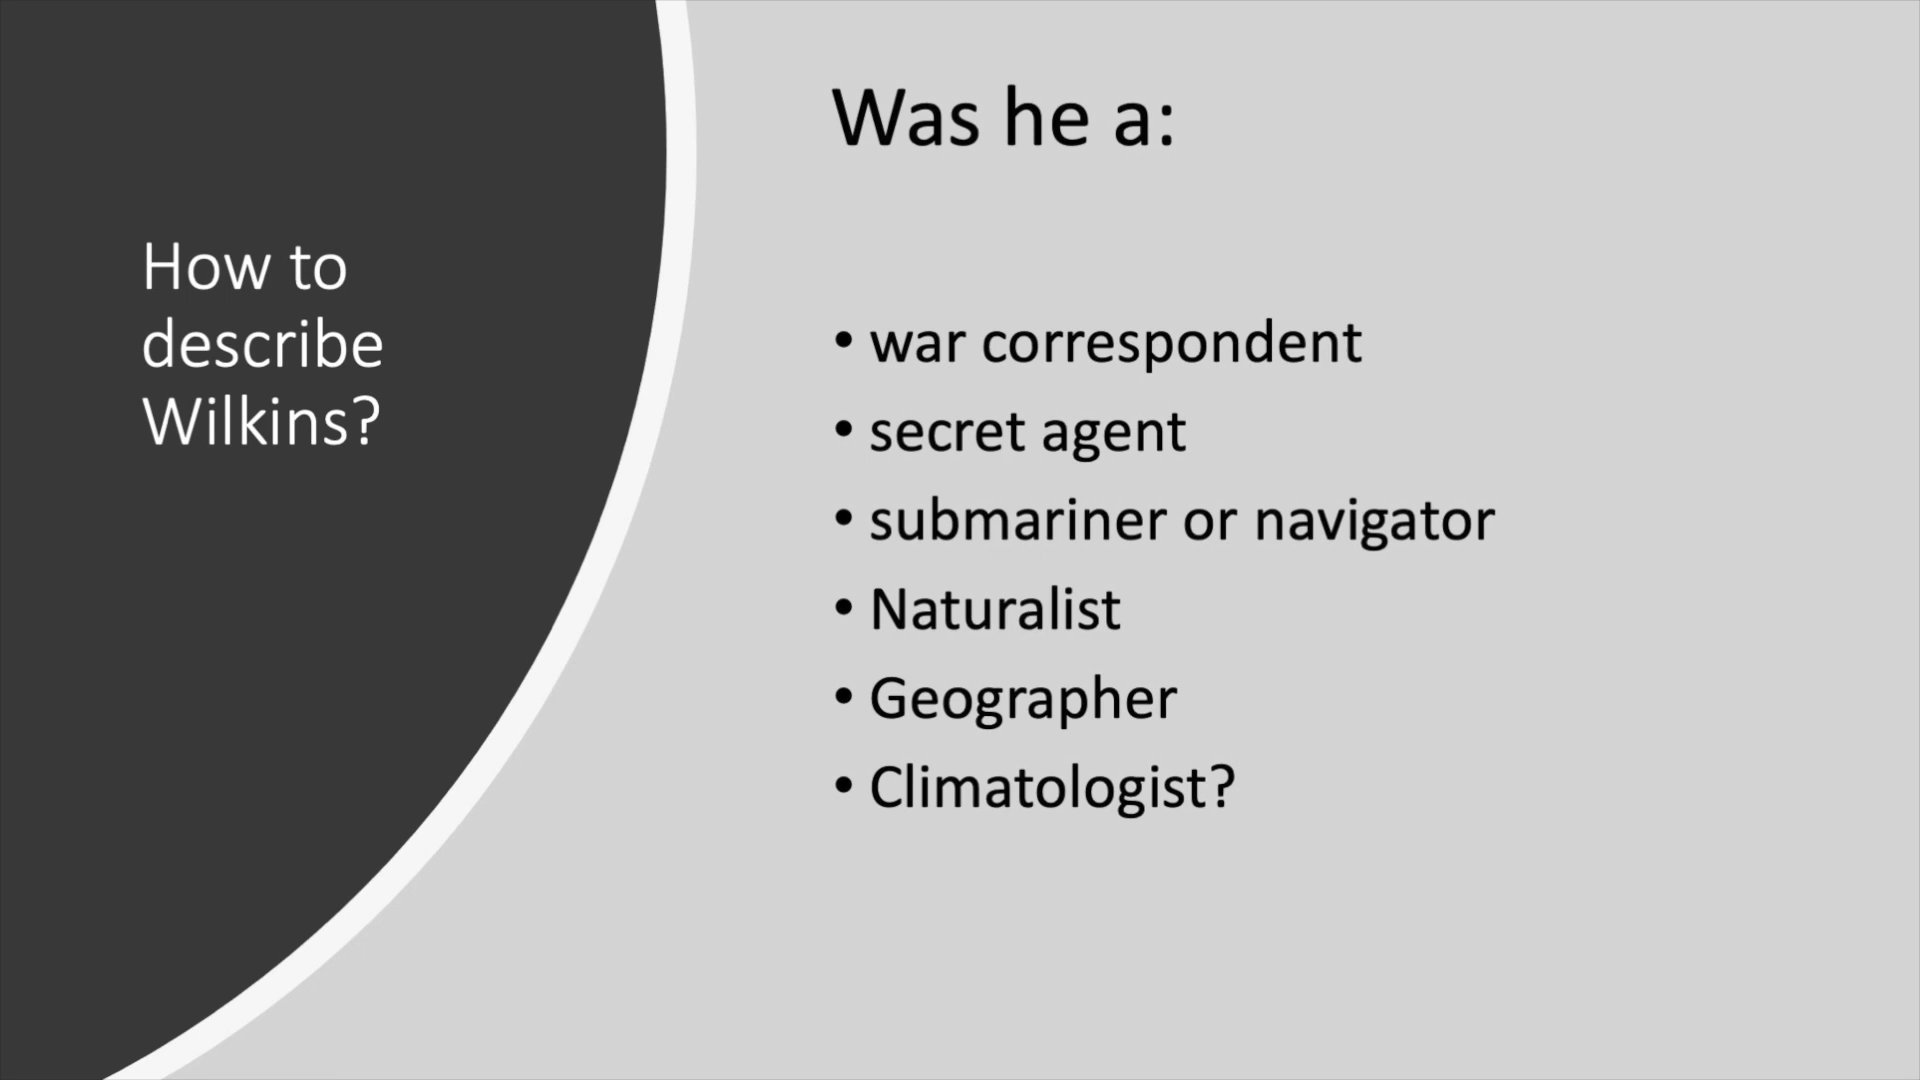 How to
describe
Wilkins?
Was he a:
• war correspondent
• secret agent
• submariner or navigator
• Naturalist
• Geographer
• Climatologist?